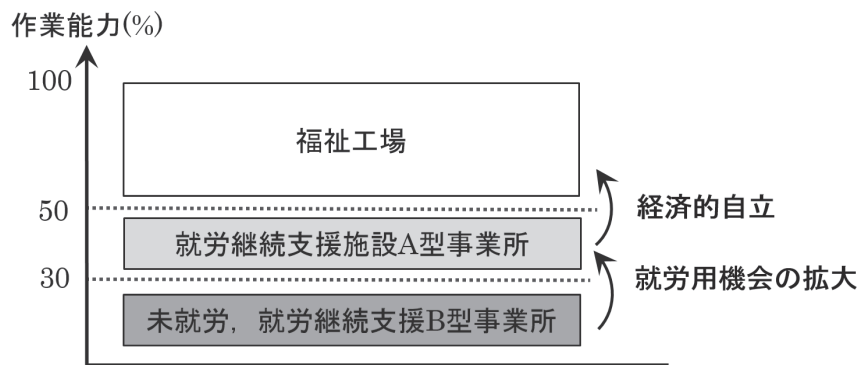 作業能力(%)
100
福祉工場
50
経済的自立
就労継続支援施設A型事業所
30
就労用機会の拡大
未就労，就労継続支援B型事業所